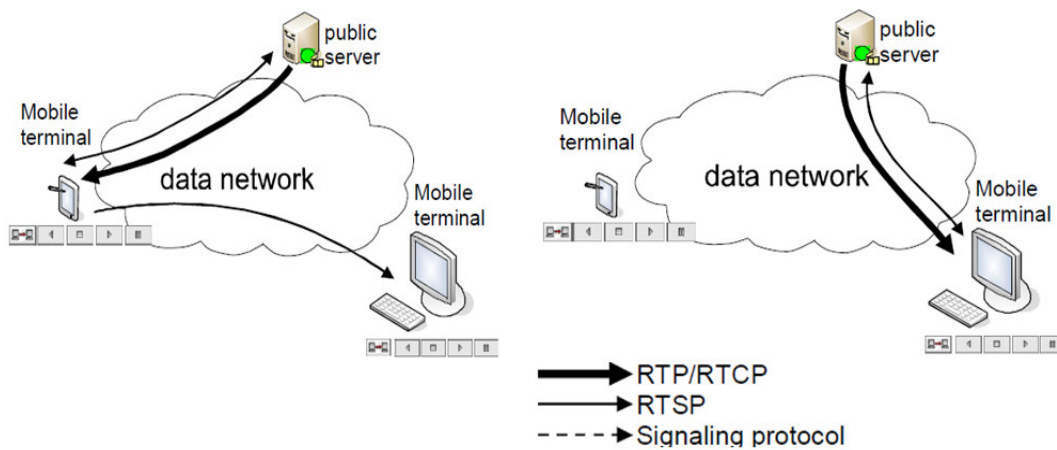 public
server
Mobile
terminal
data network
Mobile
terminal
public
server
Mobile
terminal
data network
Mobile
terminal
RTP/RTCP
RTSP
Signaling protocol